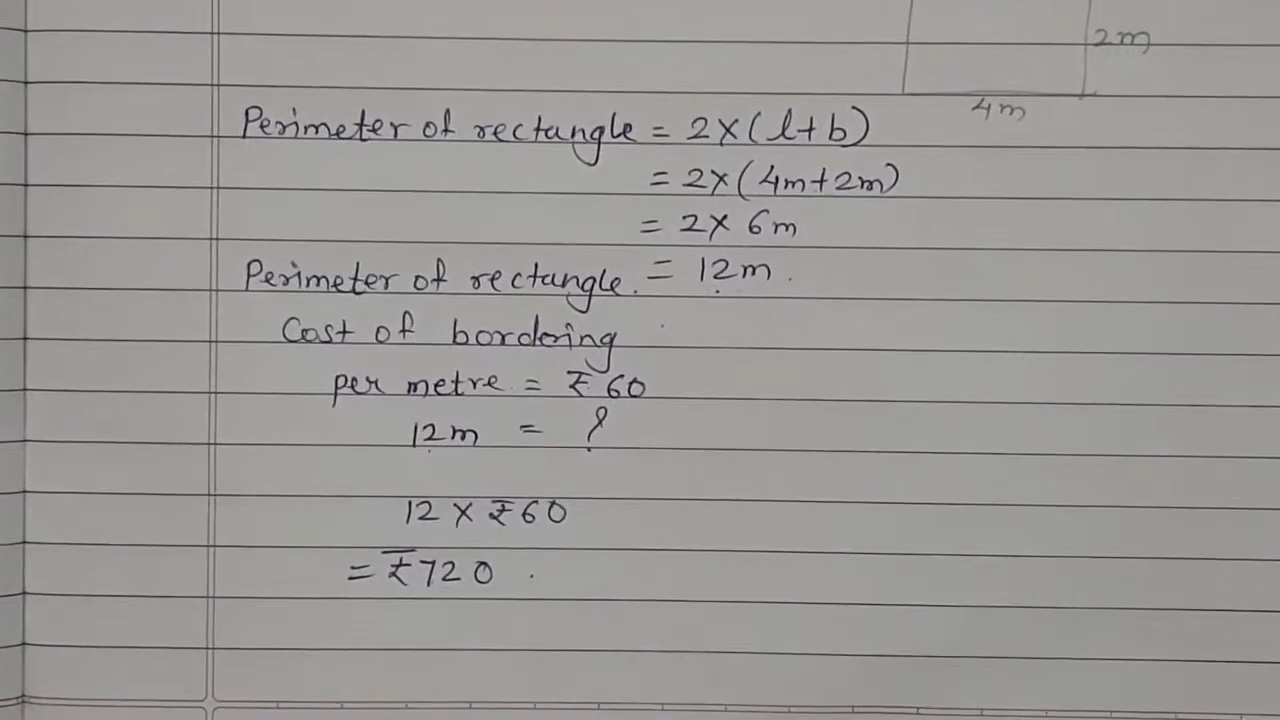 2m
4m
Perimeter of rectangle = 2×(l+b)
= 2×(4m+2m)
= 2× 6m
Perimeter of rectangle. = 12m.
Cost of bordering
per metre = ₹60
12m = ?
12 × ₹60
= ₹720.